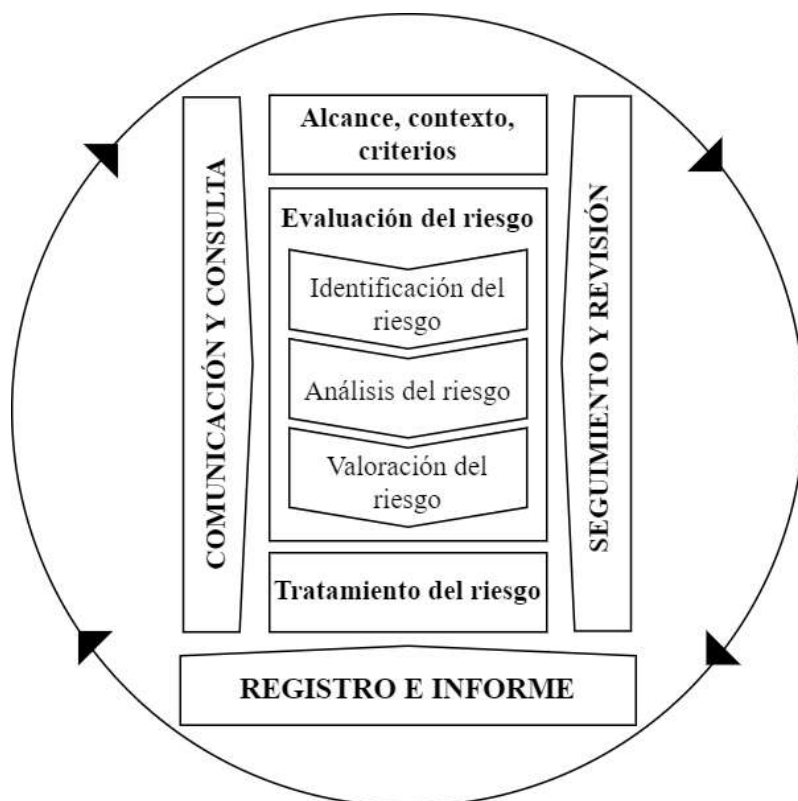 COMUNICACIÓN Y CONSULTA
Alcance, contexto,
criterios
Evaluación del riesgo
Identificación del
riesgo
Análisis del riesgo
Valoración del
riesgo
Tratamiento del riesgo
SEGUIMIENTO Y REVISIÓN
REGISTRO E INFORME